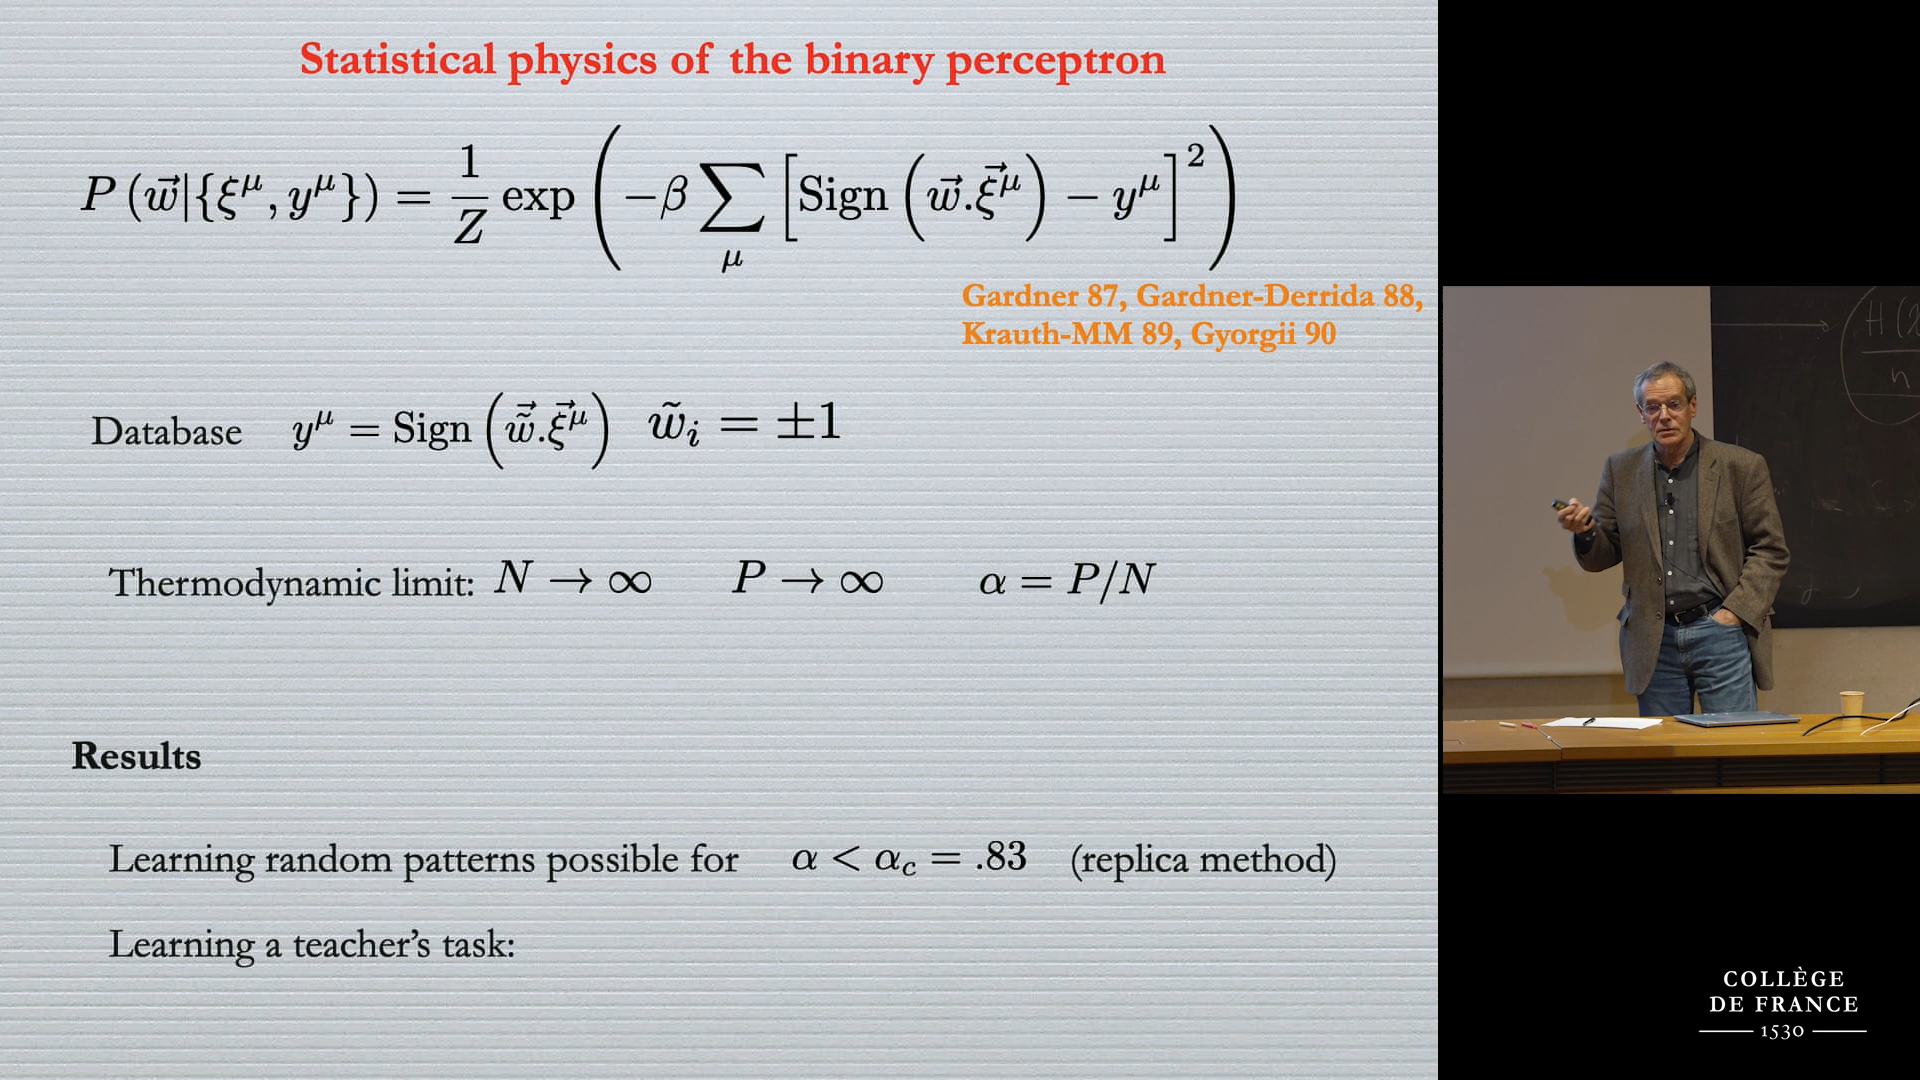 Statistical physics of the binary perceptron
P(w⃗|{ξ^μ, y^μ}) = 1/Z exp(−β ∑_μ [Sign(w⃗.ξ⃗^μ) − y^μ]^2)
Gardner 87, Gardner-Derrida 88,
Krauth-MM 89, Gyorgii 90
Database y^μ = Sign(w̃⃗.ξ⃗^μ) w̃_i = ±1
Thermodynamic limit: N → ∞ P → ∞ α = P/N
Results
Learning random patterns possible for α < α_c = .83 (replica method)
Learning a teacher’s task:
H (
n
COLLÈGE
DE FRANCE
1530